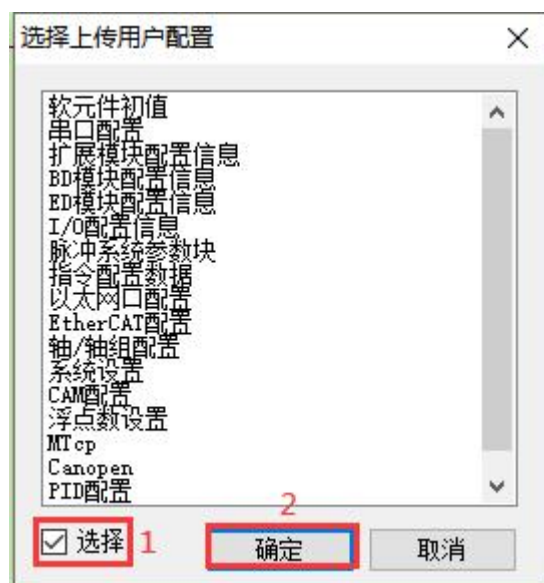 选择上传用户配置
软元件初值
串口配置
扩展模块配置信息
BD模块配置信息
ED模块配置信息
I/O配置信息
脉冲系统参数块
指令配置数据
以太网口配置
EtherCAT配置
轴/轴组配置
系统设置
CAM配置
浮点数设置
MTcp
Canopen
PID配置
2
选择 1 确定 取消